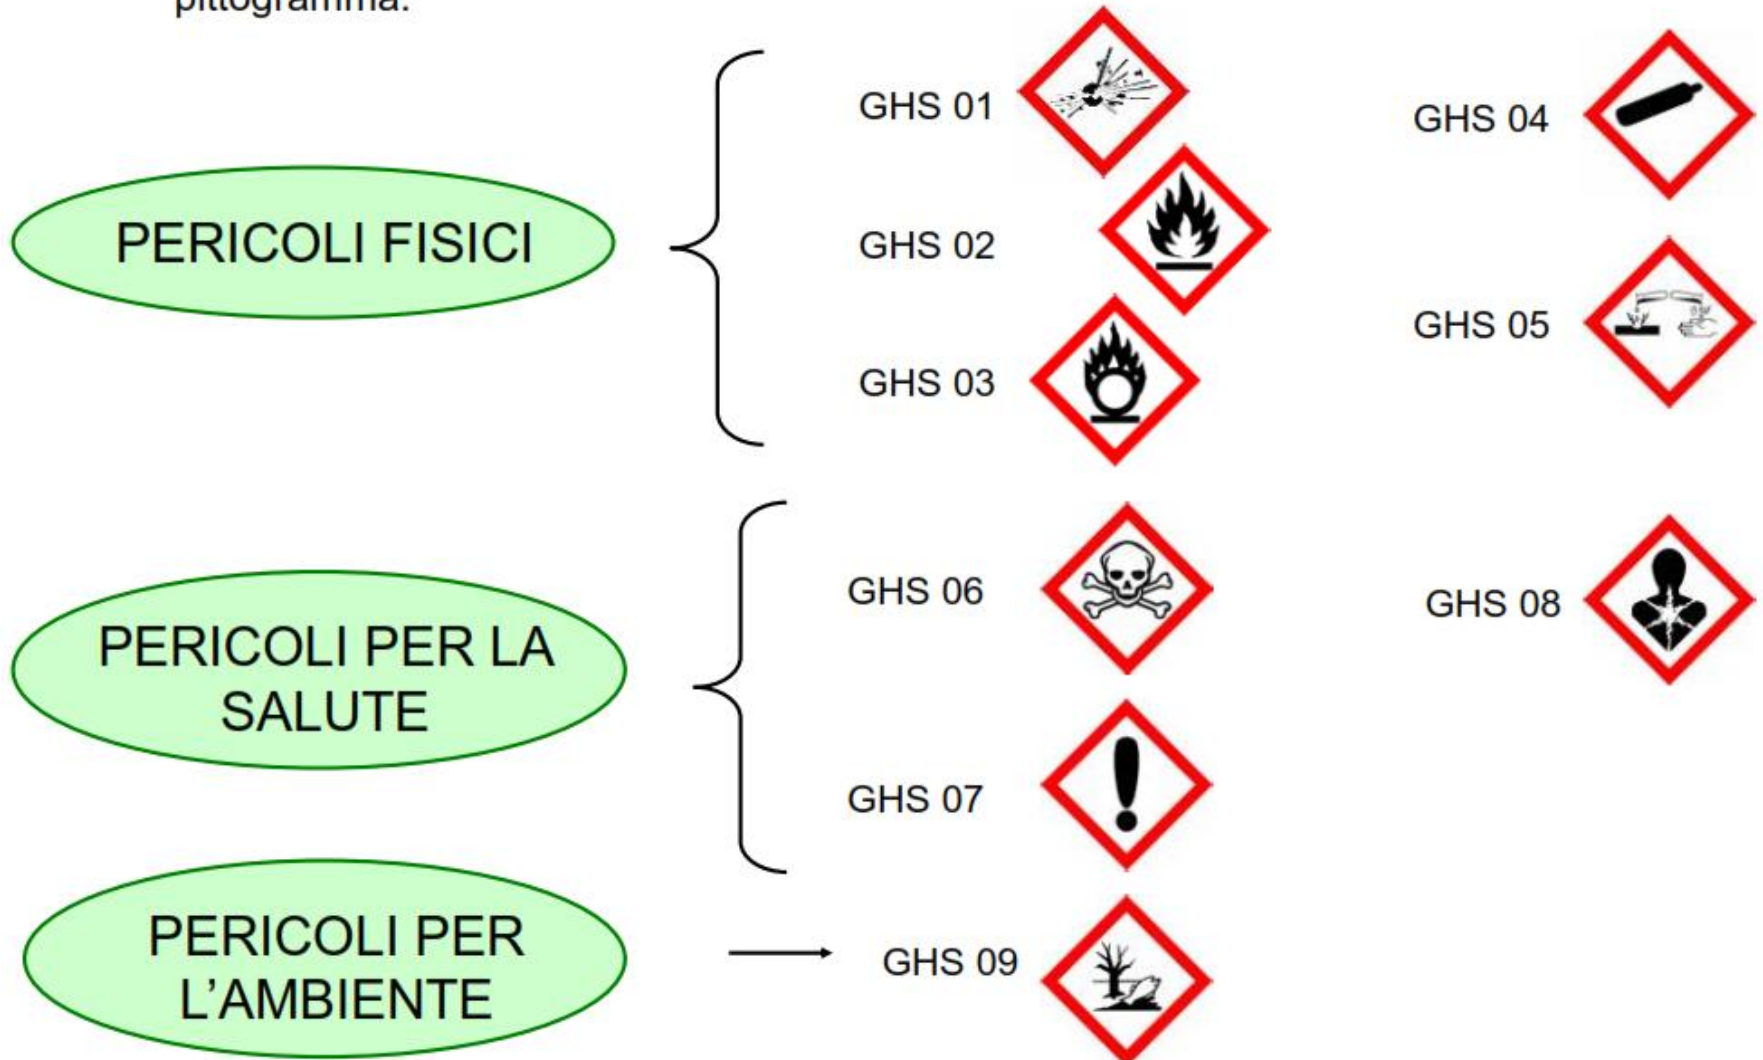 pittogramma.
GHS 01
GHS 04
PERICOLI FISICI
GHS 02
GHS 05
GHS 03
GHS 06
GHS 08
PERICOLI PER LA
SALUTE
GHS 07
PERICOLI PER
L'AMBIENTE
GHS 09